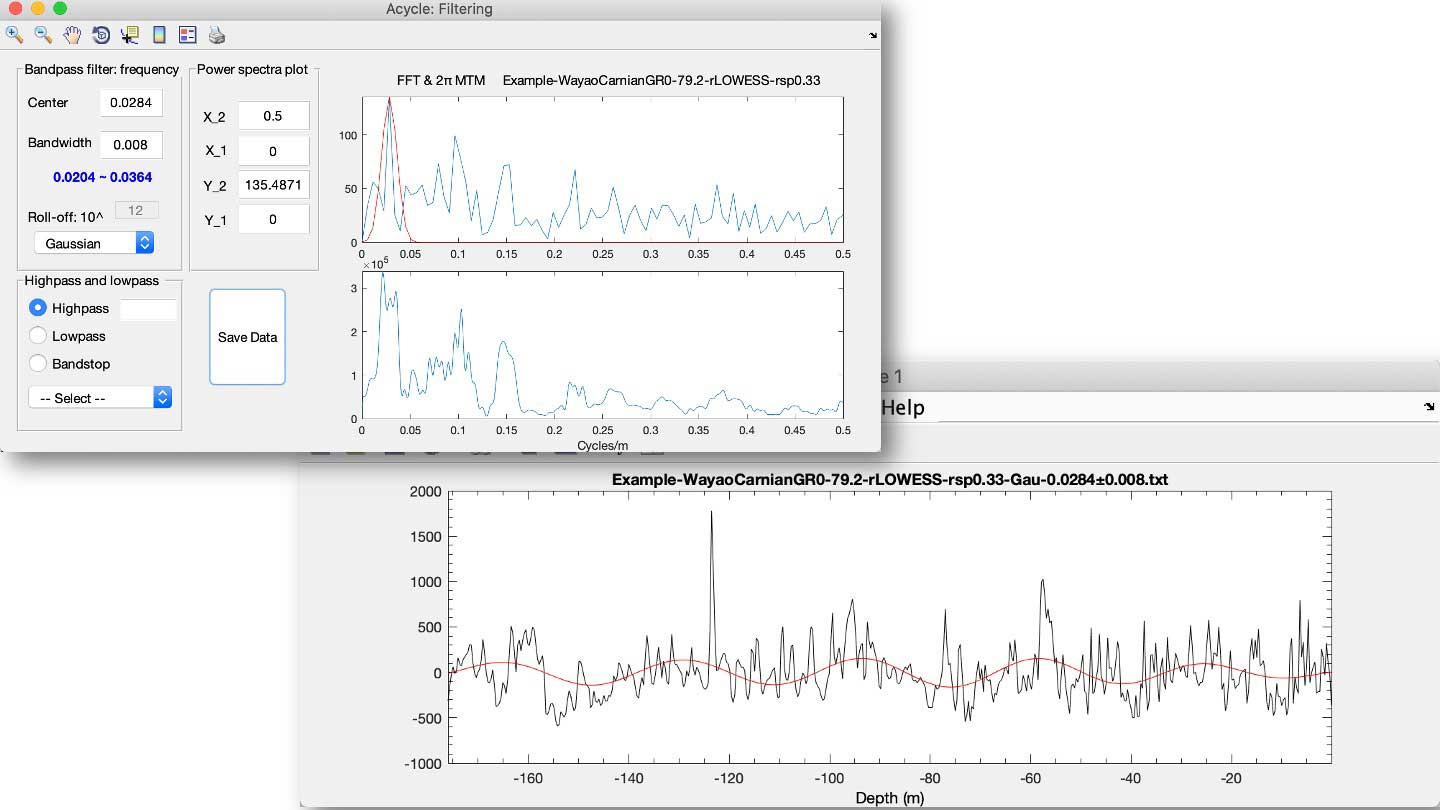 Acycle: Filtering
Bandpass filter: frequency
Center 0.0284
Bandwidth 0.008
0.0204 ~ 0.0364
Roll-off: 10^ 12
Gaussian
Power spectra plot
X_2 0.5
X_1 0
Y_2 135.4871
Y_1 0
Highpass and lowpass
Highpass
Lowpass
Bandstop
-- Select --
Save Data
FFT & 2π MTM Example-WayaoCarnianGR0-79.2-rLOWESS-rsp0.33
100
50
0
0 0.05 0.1 0.15 0.2 0.25 0.3 0.35 0.4 0.45 0.5
×10⁵
3
2
1
0
0 0.05 0.1 0.15 0.2 0.25 0.3 0.35 0.4 0.45 0.5
Cycles/m
e 1
Help
Example-WayaoCarnianGR0-79.2-rLOWESS-rsp0.33-Gau-0.0284±0.008.txt
2000
1500
1000
500
0
-500
-1000
-160 -140 -120 -100 -80 -60 -40 -20
Depth (m)